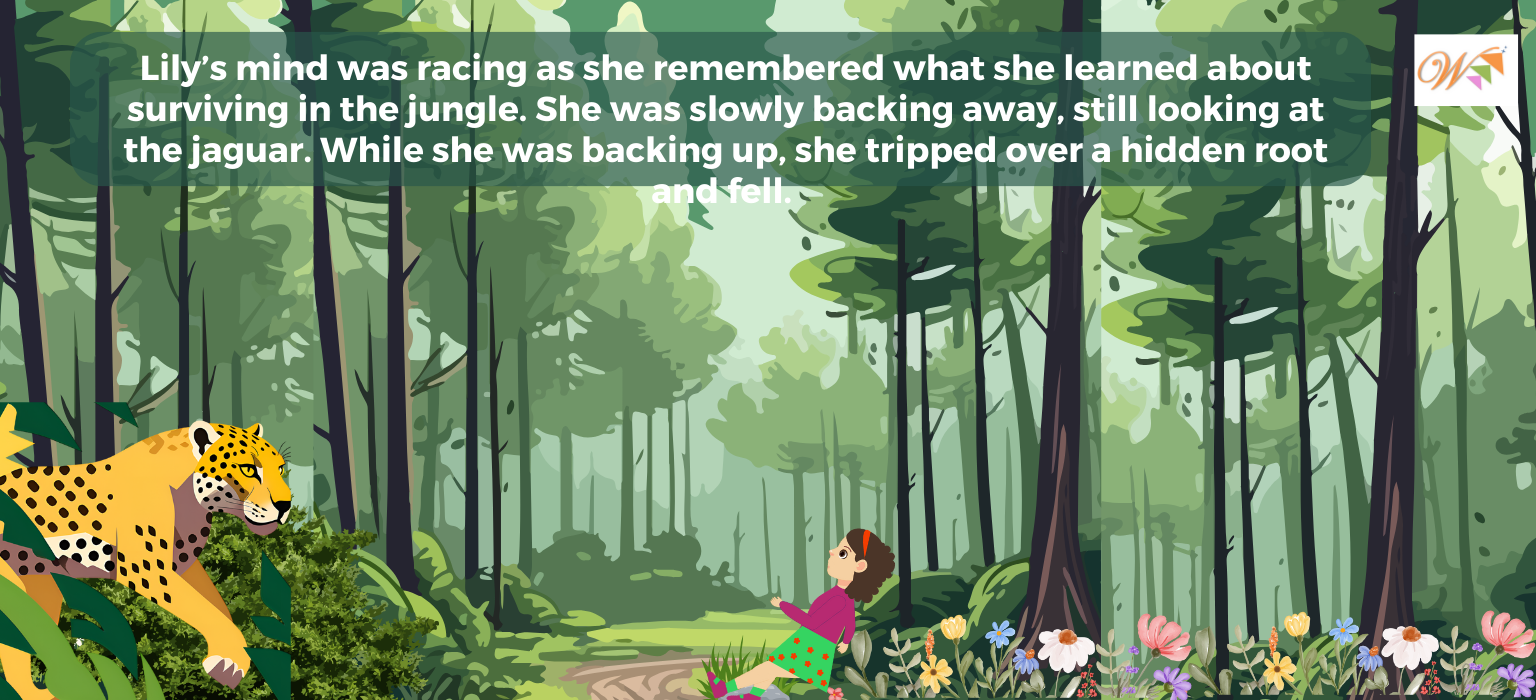 Lily’s mind was racing as she remembered what she learned about
surviving in the jungle. She was slowly backing away, still looking at
the jaguar. While she was backing up, she tripped over a hidden root
and fell.
W